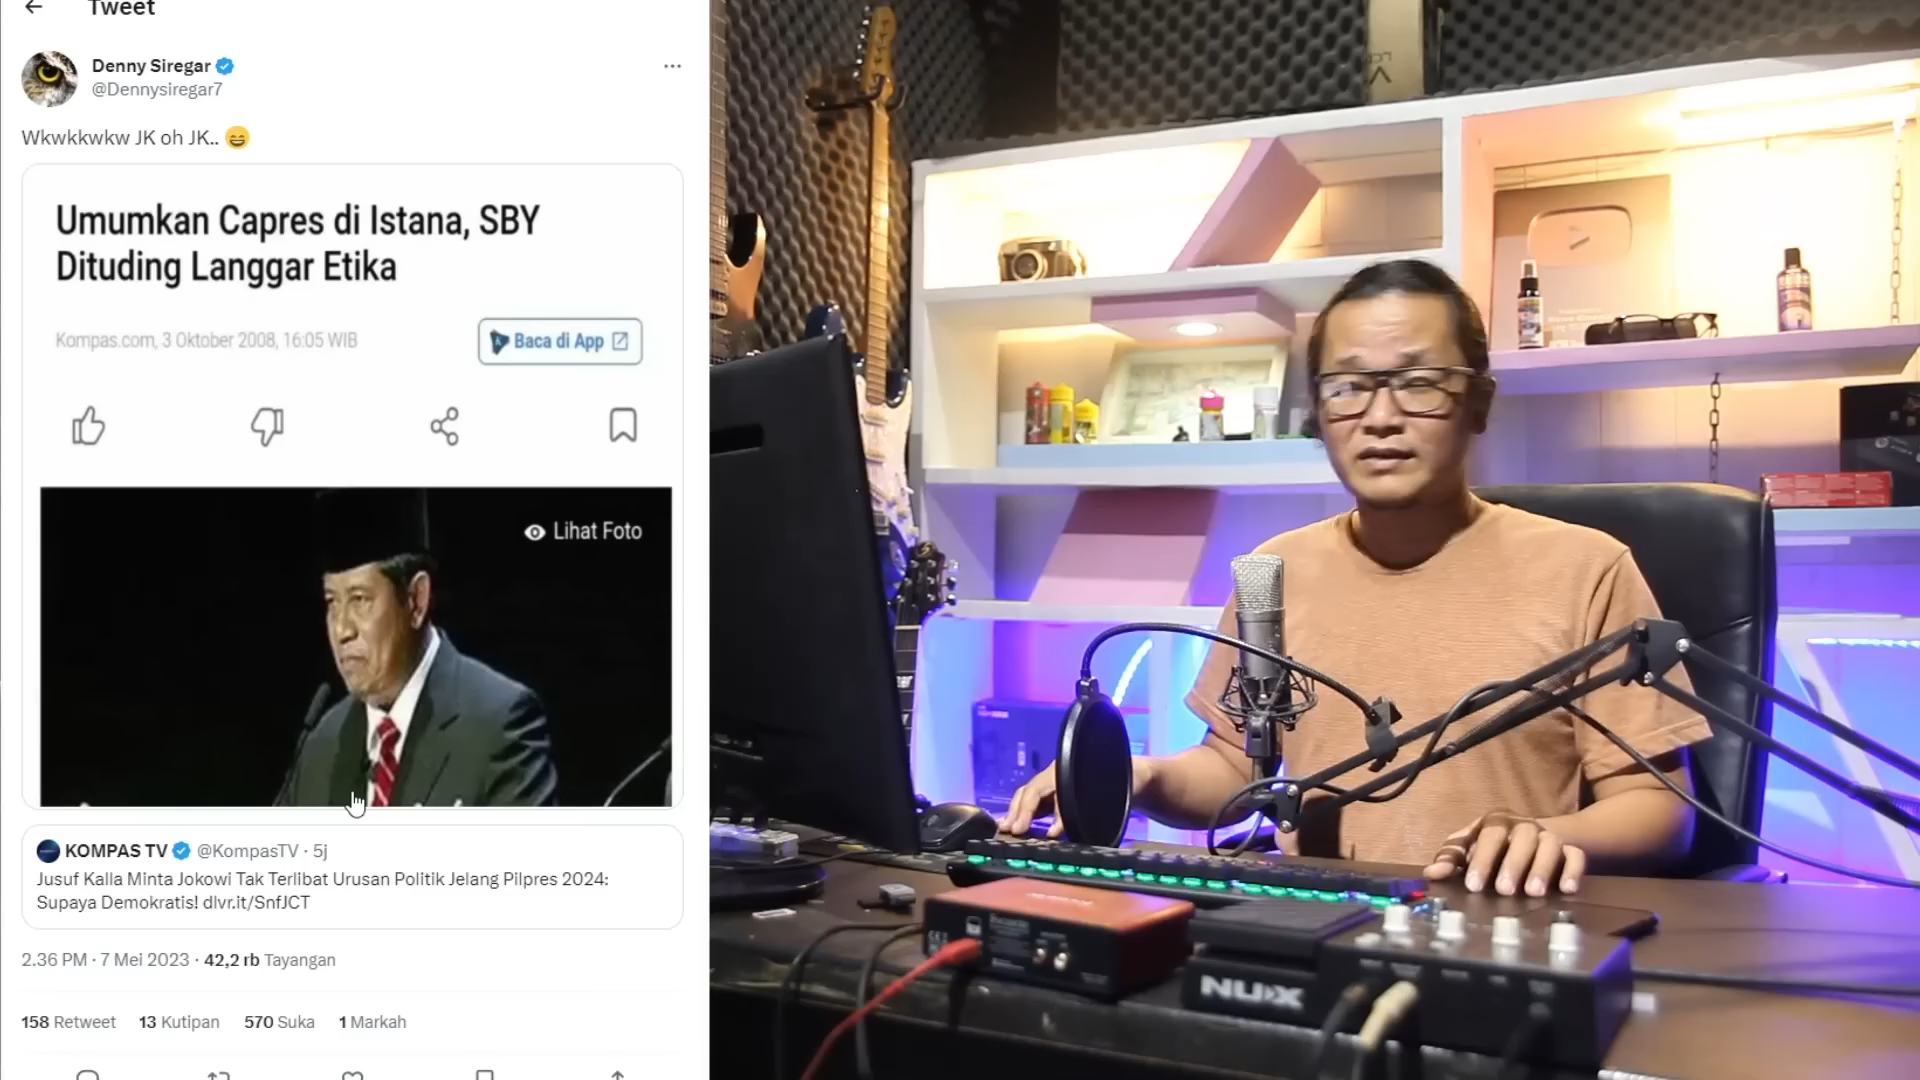 Tweet
Denny Siregar
@Dennysiregar7
Wkwkkwkw JK oh JK.. 😄
Umumkan Capres di Istana, SBY
Dituding Langgar Etika
Kompas.com, 3 Oktober 2008, 16:05 WIB
Baca di App
Lihat Foto
KOMPAS TV @KompasTV · 5j
Jusuf Kalla Minta Jokowi Tak Terlibat Urusan Politik Jelang Pilpres 2024:
Supaya Demokratis! dlvr.it/SnfJCT
2.36 PM · 7 Mei 2023 · 42,2 rb Tayangan
158 Retweet 13 Kutipan 570 Suka 1 Markah
NUX